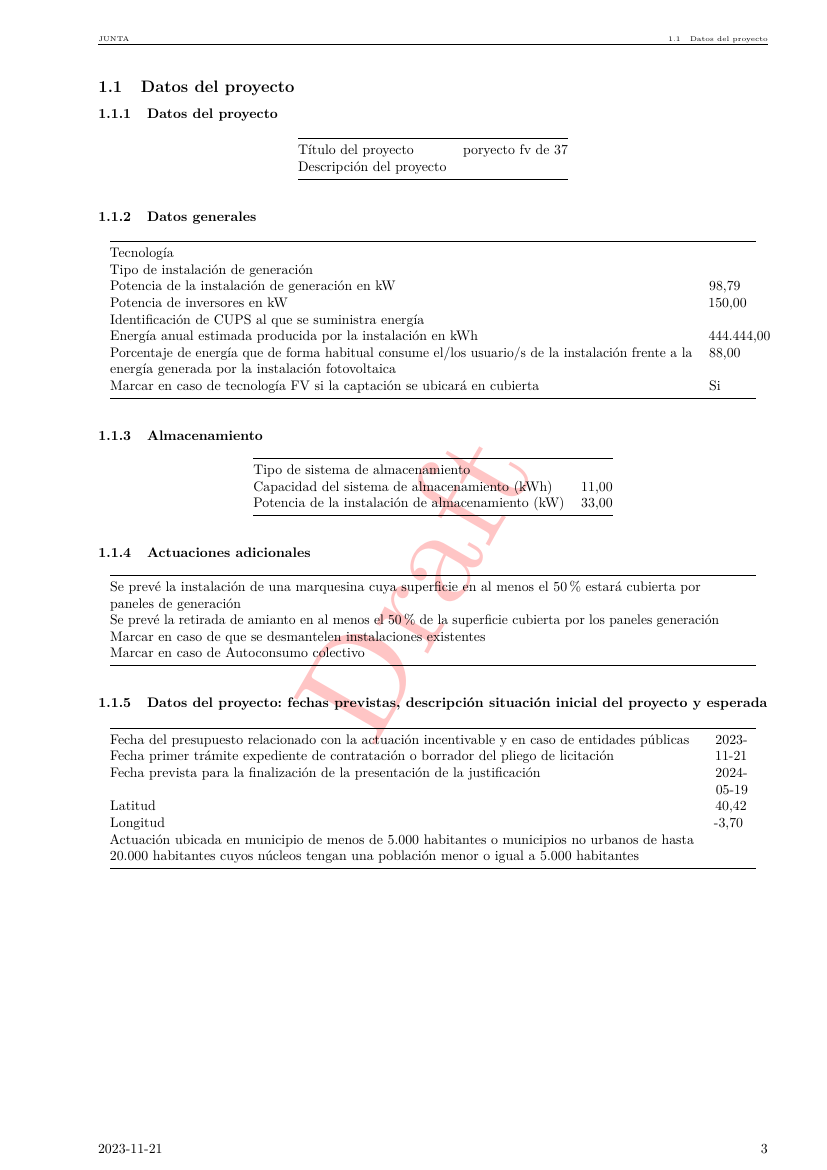 JUNTA 1.1 Datos del proyecto
1.1 Datos del proyecto
1.1.1 Datos del proyecto
Título del proyecto poryecto fv de 37
Descripción del proyecto
1.1.2 Datos generales
Tecnología
Tipo de instalación de generación
Potencia de la instalación de generación en kW 98,79
Potencia de inversores en kW 150,00
Identificación de CUPS al que se suministra energía
Energía anual estimada producida por la instalación en kWh 444.444,00
Porcentaje de energía que de forma habitual consume el/los usuario/s de la instalación frente a la 88,00
energía generada por la instalación fotovoltaica
Marcar en caso de tecnología FV si la captación se ubicará en cubierta Si
1.1.3 Almacenamiento
Tipo de sistema de almacenamiento
Capacidad del sistema de almacenamiento (kWh) 11,00
Potencia de la instalación de almacenamiento (kW) 33,00
1.1.4 Actuaciones adicionales
Se prevé la instalación de una marquesina cuya superficie en al menos el 50 % estará cubierta por
paneles de generación
Se prevé la retirada de amianto en al menos el 50 % de la superficie cubierta por los paneles generación
Marcar en caso de que se desmantelen instalaciones existentes
Marcar en caso de Autoconsumo colectivo
1.1.5 Datos del proyecto: fechas previstas, descripción situación inicial del proyecto y esperada
Fecha del presupuesto relacionado con la actuación incentivable y en caso de entidades públicas 2023-
Fecha primer trámite expediente de contratación o borrador del pliego de licitación 11-21
Fecha prevista para la finalización de la presentación de la justificación 2024-
05-19
Latitud 40,42
Longitud -3,70
Actuación ubicada en municipio de menos de 5.000 habitantes o municipios no urbanos de hasta
20.000 habitantes cuyos núcleos tengan una población menor o igual a 5.000 habitantes
Draft
2023-11-21 3